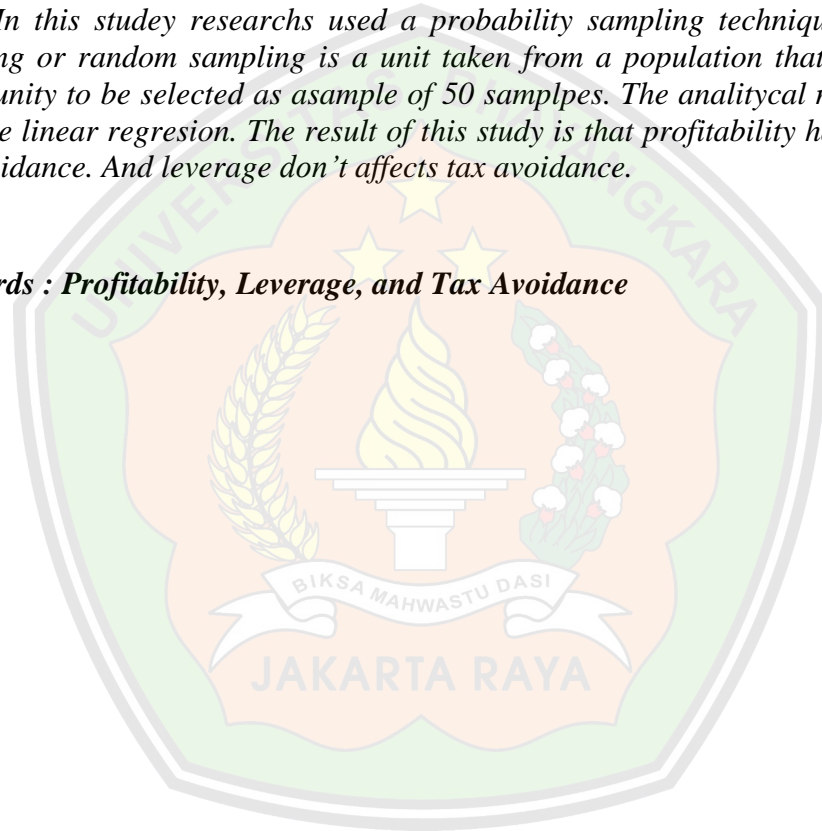 In this studey researchs used a probability sampling techniqu
ng or random sampling is a unit taken from a population that
unity to be selected as asample of 50 samplpes. The analitycal
e linear regresion. The result of this study is that profitability h
idance. And leverage don't affects tax avoidance.
rds : Profitability, Leverage, and Tax Avoidance
UNIVERSITAS BHAYANGKARA
BIKSA MAHWASTU DASI
JAKARTA RAYA